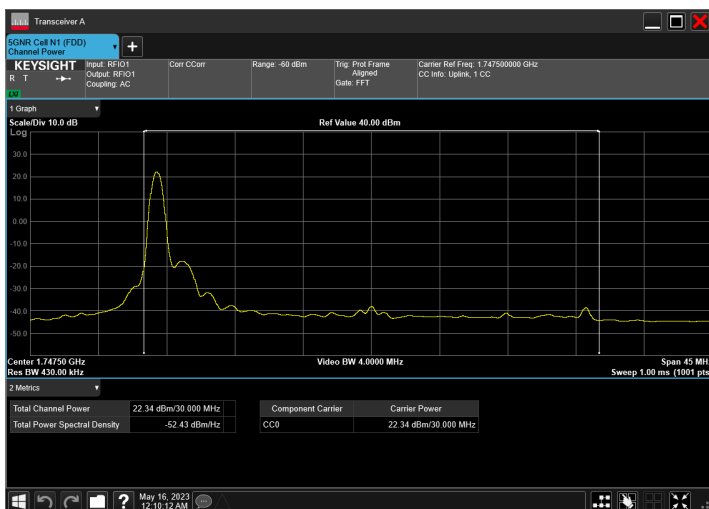 Transceiver A
5GNR Cell N1 (FDD)
Channel Power
KEYSIGHT
R T
LXI
Input: RFIO1
Output: RFIO1
Coupling: AC
Corr CCorr
Range: -60 dBm
Trig: Prot Frame
Aligned
Gate: FFT
Carrier Ref Freq: 1.747500000 GHz
CC Info: Uplink, 1 CC
1 Graph
Scale/Div 10.0 dB
Ref Value 40.00 dBm
Log
30.0
20.0
10.0
0.00
-10.0
-20.0
-30.0
-40.0
-50.0
Center 1.74750 GHz
Video BW 4.0000 MHz
Span 45 MH
Res BW 430.00 kHz
Sweep 1.00 ms (1001 pts
2 Metrics
Total Channel Power 22.34 dBm/30.000 MHz
Total Power Spectral Density -52.43 dBm/Hz
Component Carrier Carrier Power
CC0 22.34 dBm/30.000 MHz
May 16, 2023
12:10:12 AM